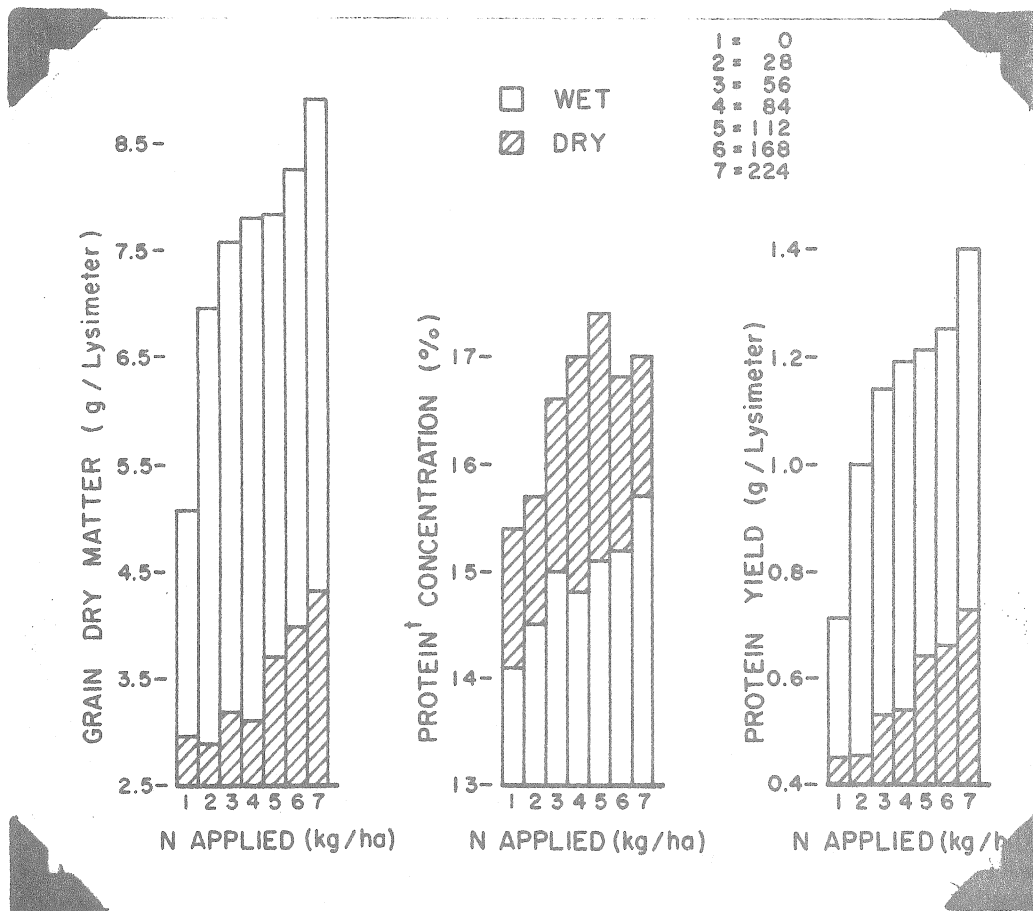 1 = 0
2 = 28
3 = 56
4 = 84
5 = 112
6 = 168
7 = 224
WET
DRY
GRAIN DRY MATTER (g/Lysimeter)
8.5
7.5
6.5
5.5
4.5
3.5
2.5
1 2 3 4 5 6 7
N APPLIED (kg/ha)
PROTEIN† CONCENTRATION (%)
17
16
15
14
13
1 2 3 4 5 6 7
N APPLIED (kg/ha)
PROTEIN YIELD (g/Lysimeter)
1.4
1.2
1.0
0.8
0.6
0.4
1 2 3 4 5 6 7
N APPLIED (kg/h